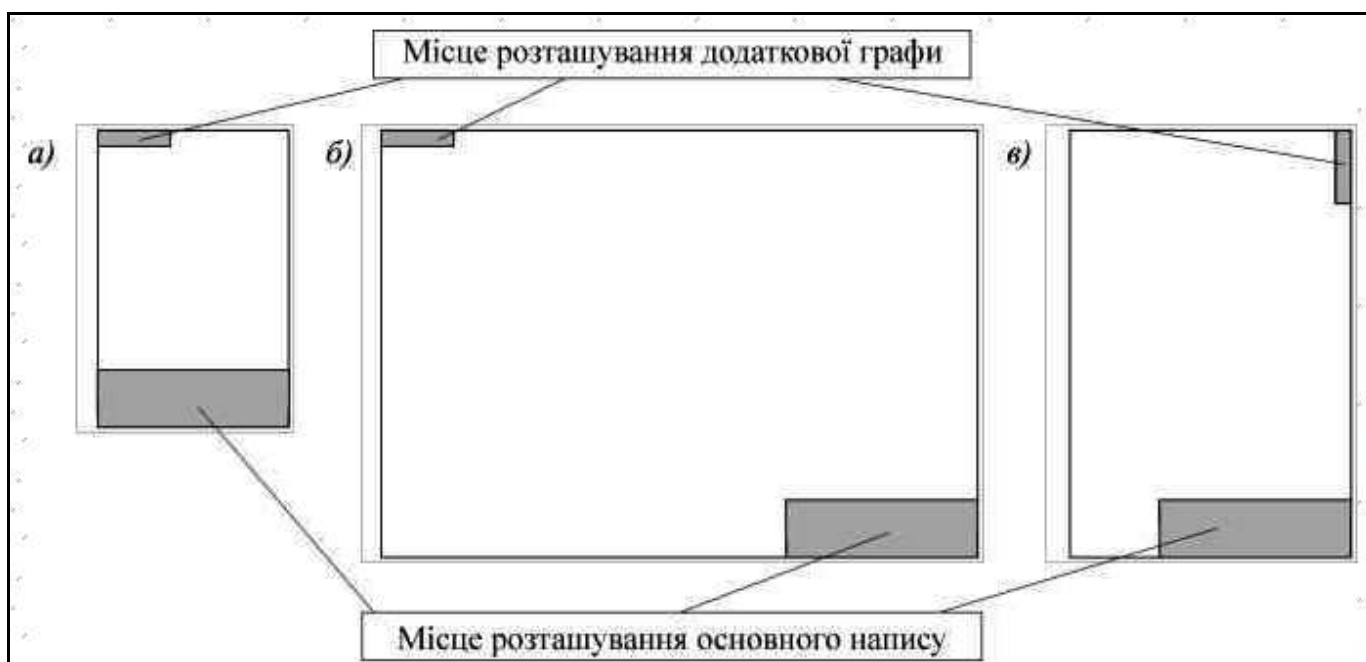 Місце розташування додаткової графи
а)
б)
в)
Місце розташування основного напису